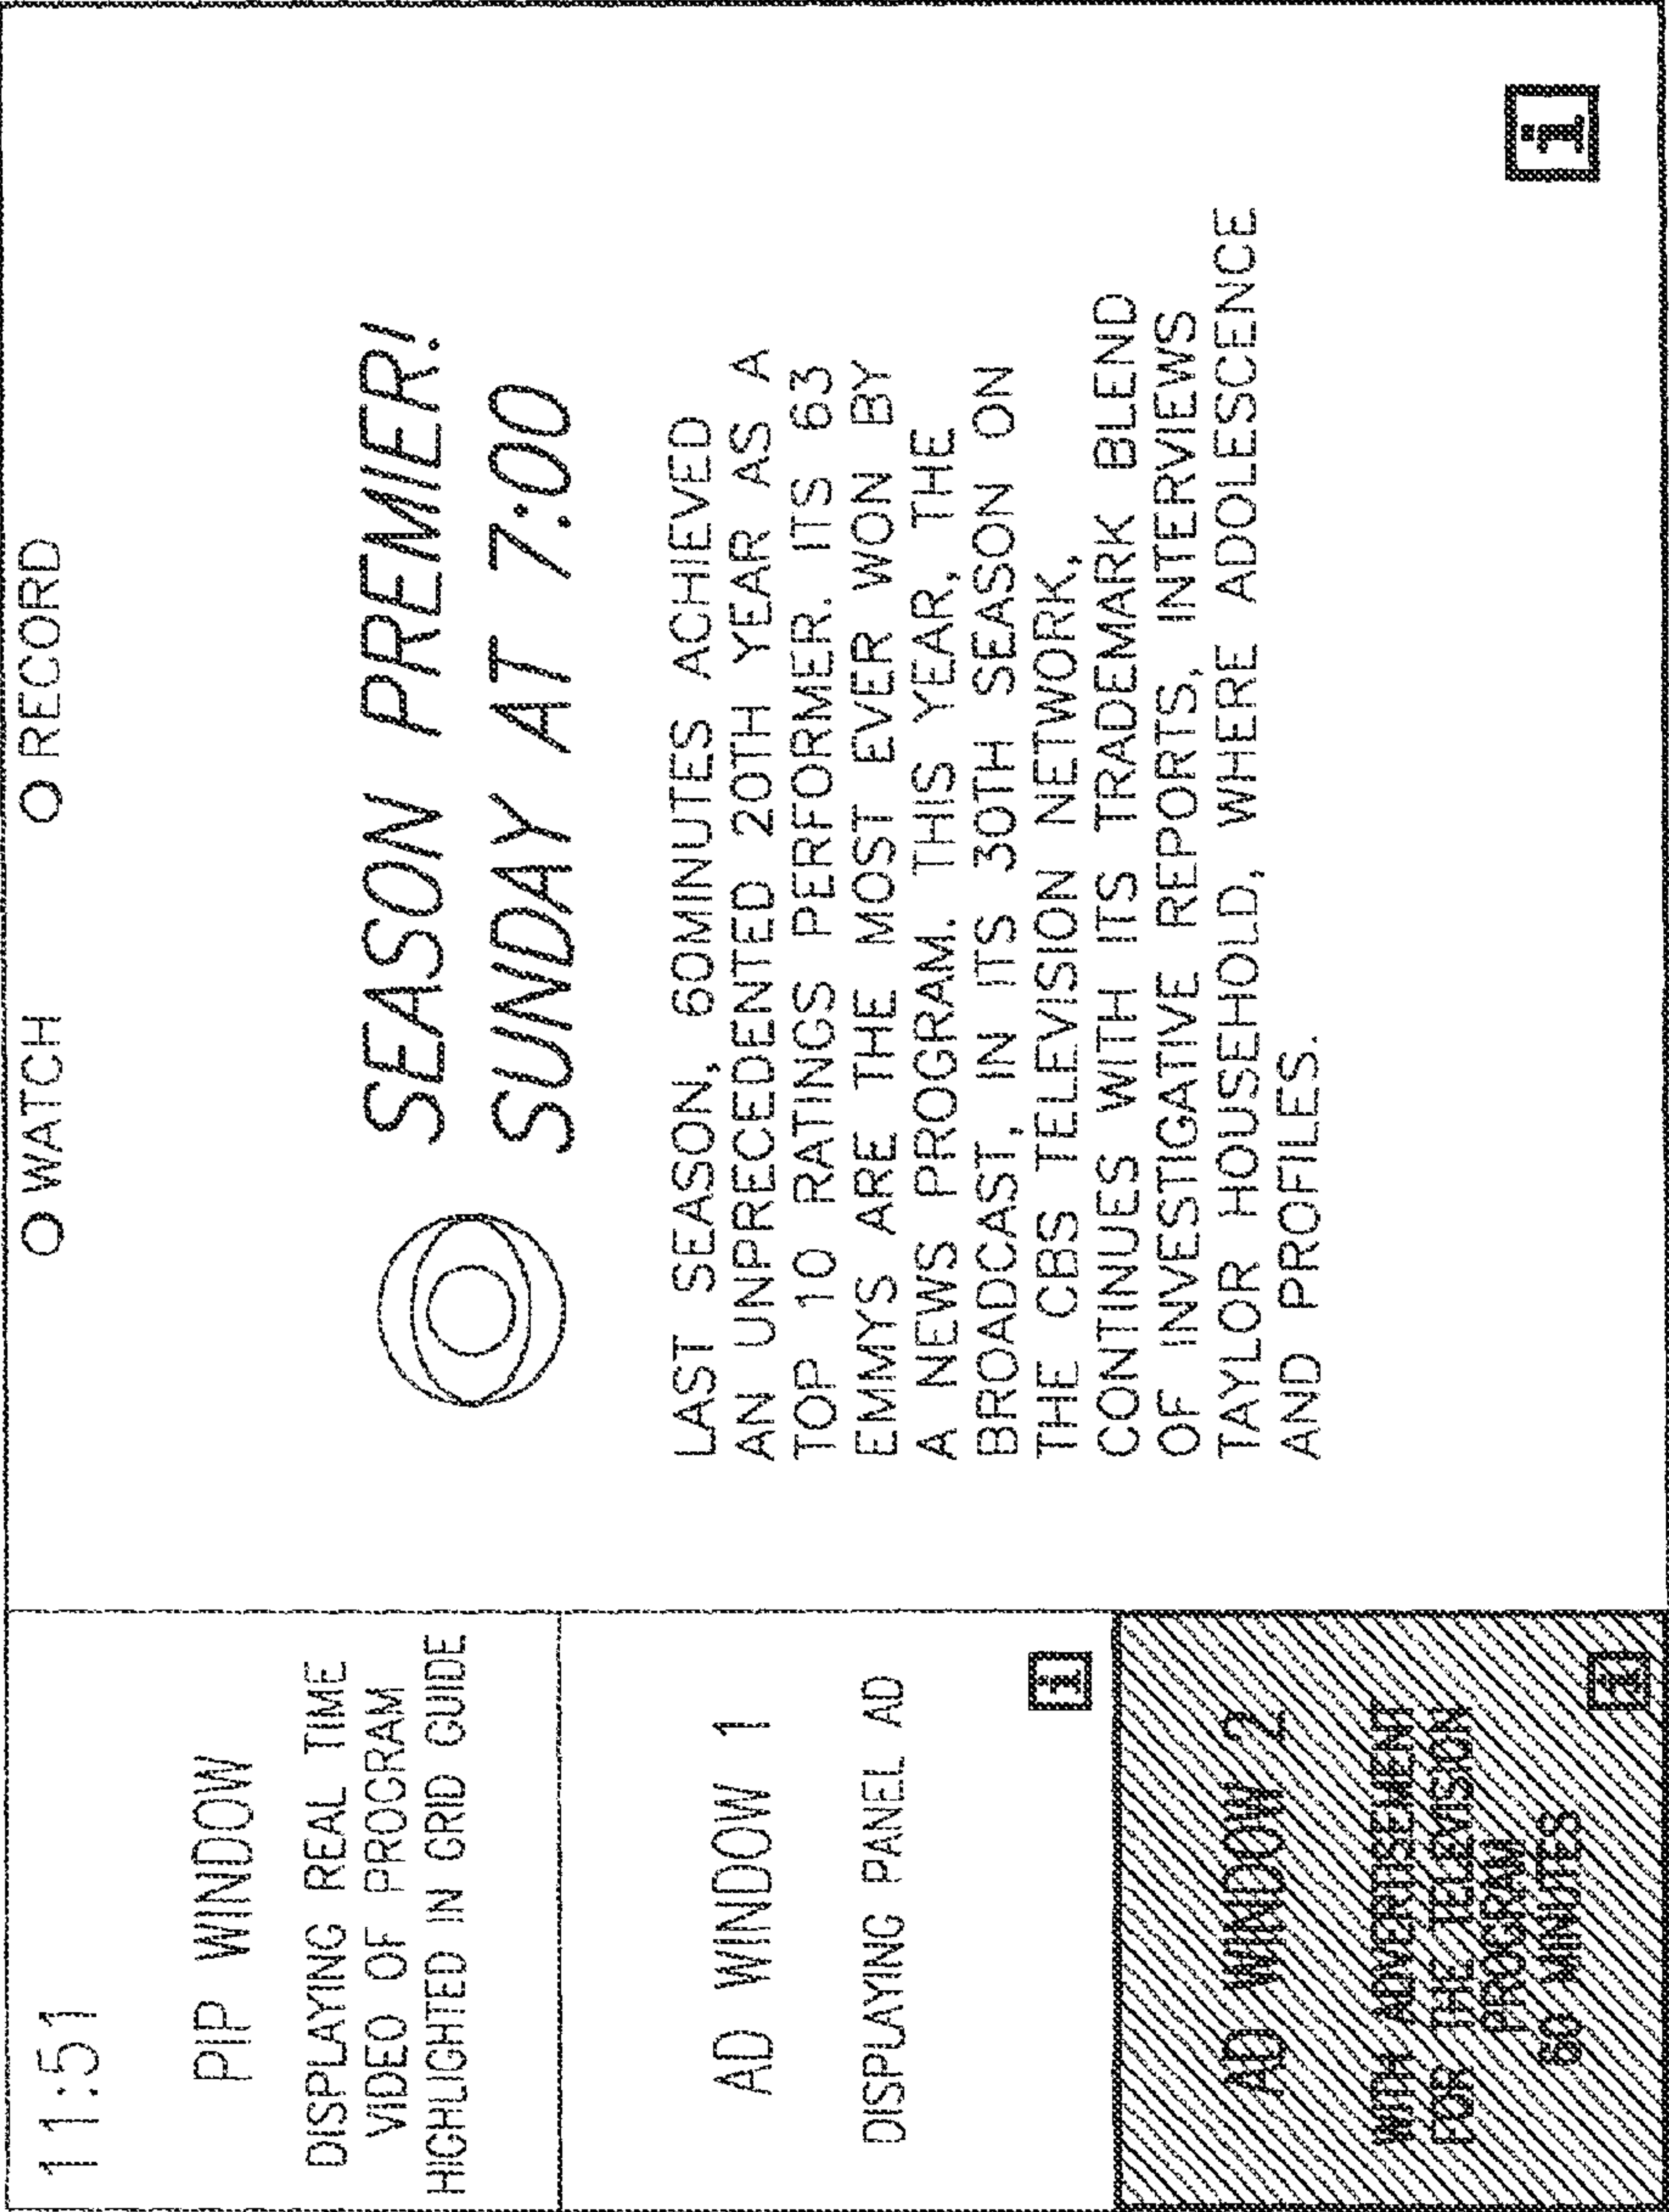 11:51
PIP WINDOW
DISPLAYING REAL TIME
VIDEO OF PROGRAM
HIGHLIGHTED IN GRID GUIDE
AD WINDOW 1
DISPLAYING PANEL AD
i
AD WINDOW 2
WITH ADVERTISEMENT
FOR THE TELEVISION
PROGRAM
60 MINUTES
i
O WATCH O RECORD
SEASON PREMIER!
SUNDAY AT 7:00
LAST SEASON, 60MINUTES ACHIEVED
AN UNPRECEDENTED 20TH YEAR AS A
TOP 10 RATINGS PERFORMER. ITS 63
EMMYS ARE THE MOST EVER WON BY
A NEWS PROGRAM. THIS YEAR, THE
BROADCAST, IN ITS 30TH SEASON ON
THE CBS TELEVISION NETWORK,
CONTINUES WITH ITS TRADEMARK BLEND
OF INVESTIGATIVE REPORTS, INTERVIEWS
TAYLOR HOUSEHOLD, WHERE ADOLESCENCE
AND PROFILES.
i